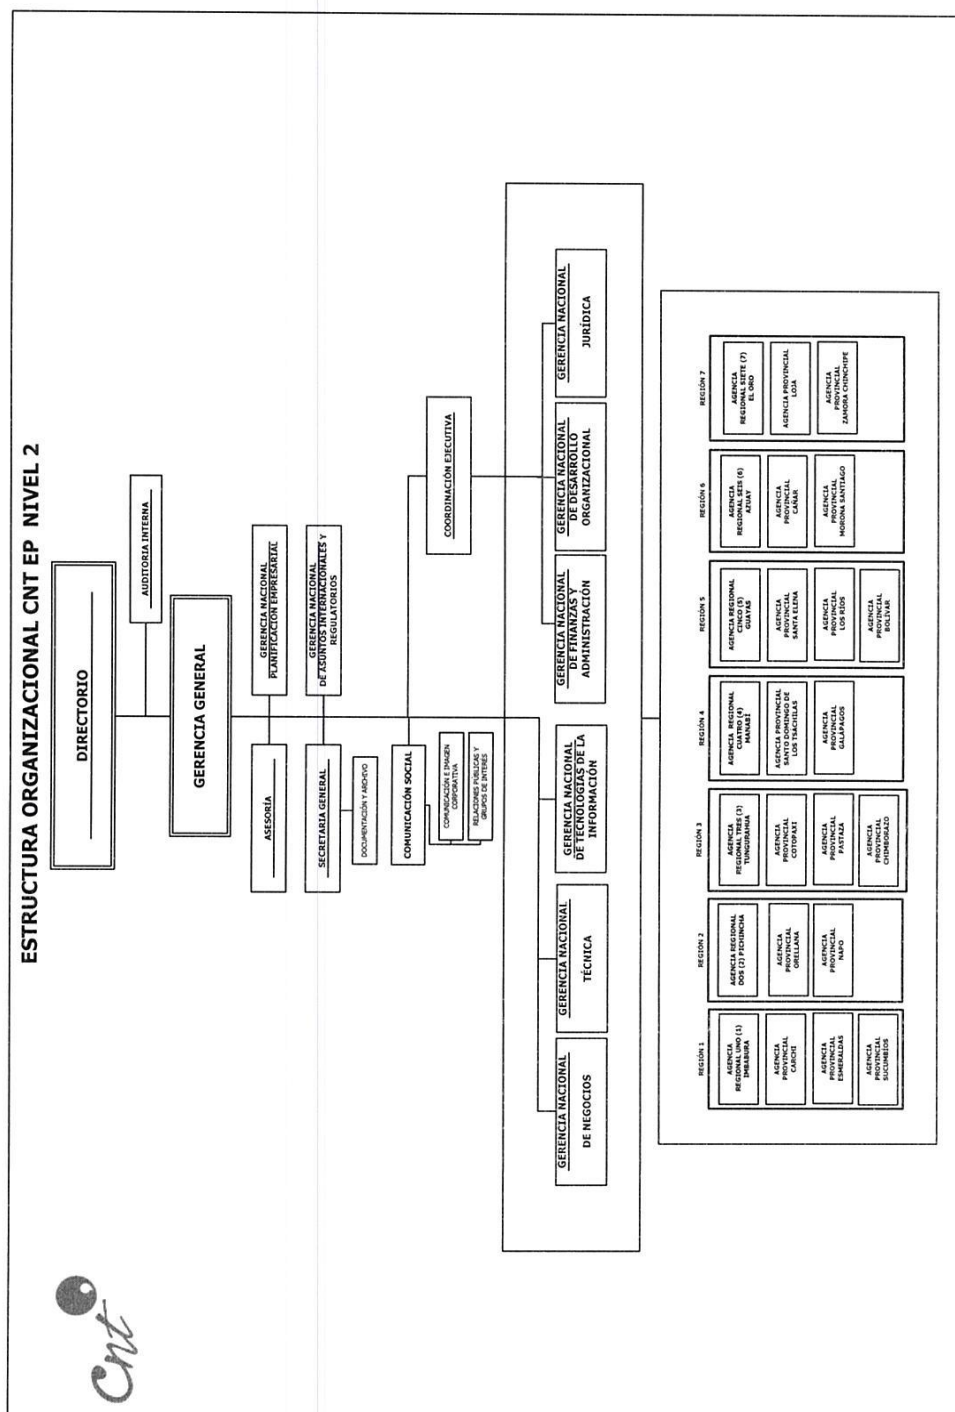 cnt
ESTRUCTURA ORGANIZACIONAL CNT EP NIVEL 2
DIRECTORIO
AUDITORIA INTERNA
GERENCIA GENERAL
ASESORÍA
GERENCIA NACIONAL
PLANIFICACION EMPRESARIAL
SECRETARIA GENERAL
GERENCIA NACIONAL
DE ASUNTOS INTERNACIONALES Y
REGULATORIOS
DOCUMENTACIÓN Y ARCHIVO
COMUNICACIÓN SOCIAL
COMUNICACIÓN E IMAGEN
CORPORATIVA
RELACIONES PÚBLICAS Y
GRUPOS DE INTERÉS
COORDINACIÓN EJECUTIVA
GERENCIA NACIONAL
DE NEGOCIOS
GERENCIA NACIONAL
TÉCNICA
GERENCIA NACIONAL
DE TECNOLOGÍAS DE LA
INFORMACIÓN
GERENCIA NACIONAL
DE FINANZAS Y
ADMINISTRACIÓN
GERENCIA NACIONAL
DE DESARROLLO
ORGANIZACIONAL
GERENCIA NACIONAL
JURÍDICA
REGIÓN 1
AGENCIA
REGIONAL UNO (1)
IMBABURA
AGENCIA
PROVINCIAL
CARCHI
AGENCIA
PROVINCIAL
ESMERALDAS
AGENCIA
PROVINCIAL
SUCUMBÍOS
REGIÓN 2
AGENCIA REGIONAL
DOS (2) PICHINCHA
AGENCIA
PROVINCIAL
ORELLANA
AGENCIA
PROVINCIAL
NAPO
REGIÓN 3
AGENCIA
REGIONAL TRES (3)
TUNGURAHUA
AGENCIA
PROVINCIAL
COTOPAXI
AGENCIA
PROVINCIAL
PASTAZA
AGENCIA
PROVINCIAL
CHIMBORAZO
REGIÓN 4
AGENCIA REGIONAL
CUATRO (4)
MANABÍ
AGENCIA PROVINCIAL
SANTO DOMINGO DE
LOS TSACHILAS
AGENCIA
PROVINCIAL
GALÁPAGOS
REGIÓN 5
AGENCIA REGIONAL
CINCO (5)
GUAYAS
AGENCIA
PROVINCIAL
SANTA ELENA
AGENCIA
PROVINCIAL
LOS RÍOS
AGENCIA
PROVINCIAL
BOLÍVAR
REGIÓN 6
AGENCIA
REGIONAL SEIS (6)
AZUAY
AGENCIA
PROVINCIAL
CAÑAR
AGENCIA
PROVINCIAL
MORONA SANTIAGO
REGIÓN 7
AGENCIA
REGIONAL SIETE (7)
EL ORO
AGENCIA PROVINCIAL
LOJA
AGENCIA
PROVINCIAL
ZAMORA CHINCHIPE